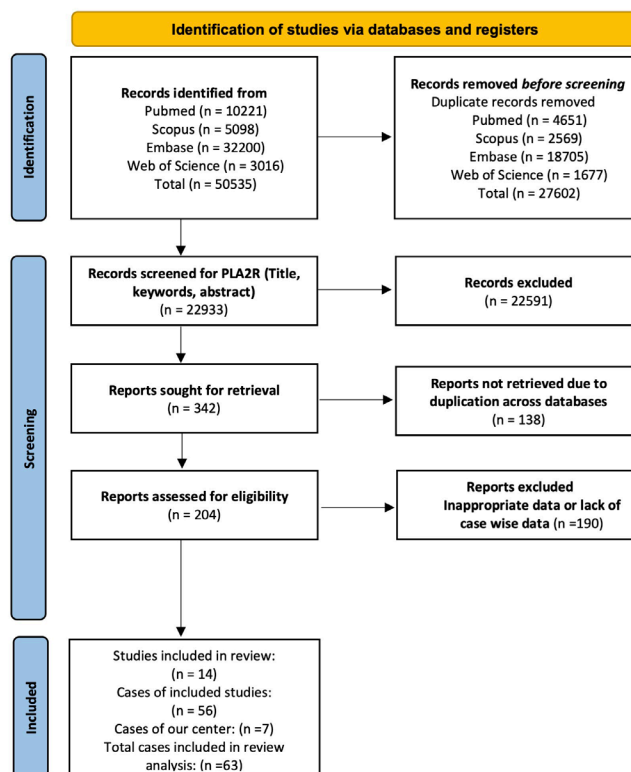 Identification of studies via databases and registers
Identification
Records identified from
Pubmed (n = 10221)
Scopus (n = 5098)
Embase (n = 32200)
Web of Science (n = 3016)
Total (n = 50535)
Records removed before screening
Duplicate records removed
Pubmed (n = 4651)
Scopus (n = 2569)
Embase (n = 18705)
Web of Science (n = 1677)
Total (n = 27602)
Screening
Records screened for PLA2R (Title,
keywords, abstract)
(n = 22933)
Records excluded
(n = 22591)
Reports sought for retrieval
(n = 342)
Reports not retrieved due to
duplication across databases
(n = 138)
Reports assessed for eligibility
(n = 204)
Reports excluded
Inappropriate data or lack of
case wise data (n =190)
Included
Studies included in review:
(n = 14)
Cases of included studies:
(n = 56)
Cases of our center: (n =7)
Total cases included in review
analysis: (n =63)